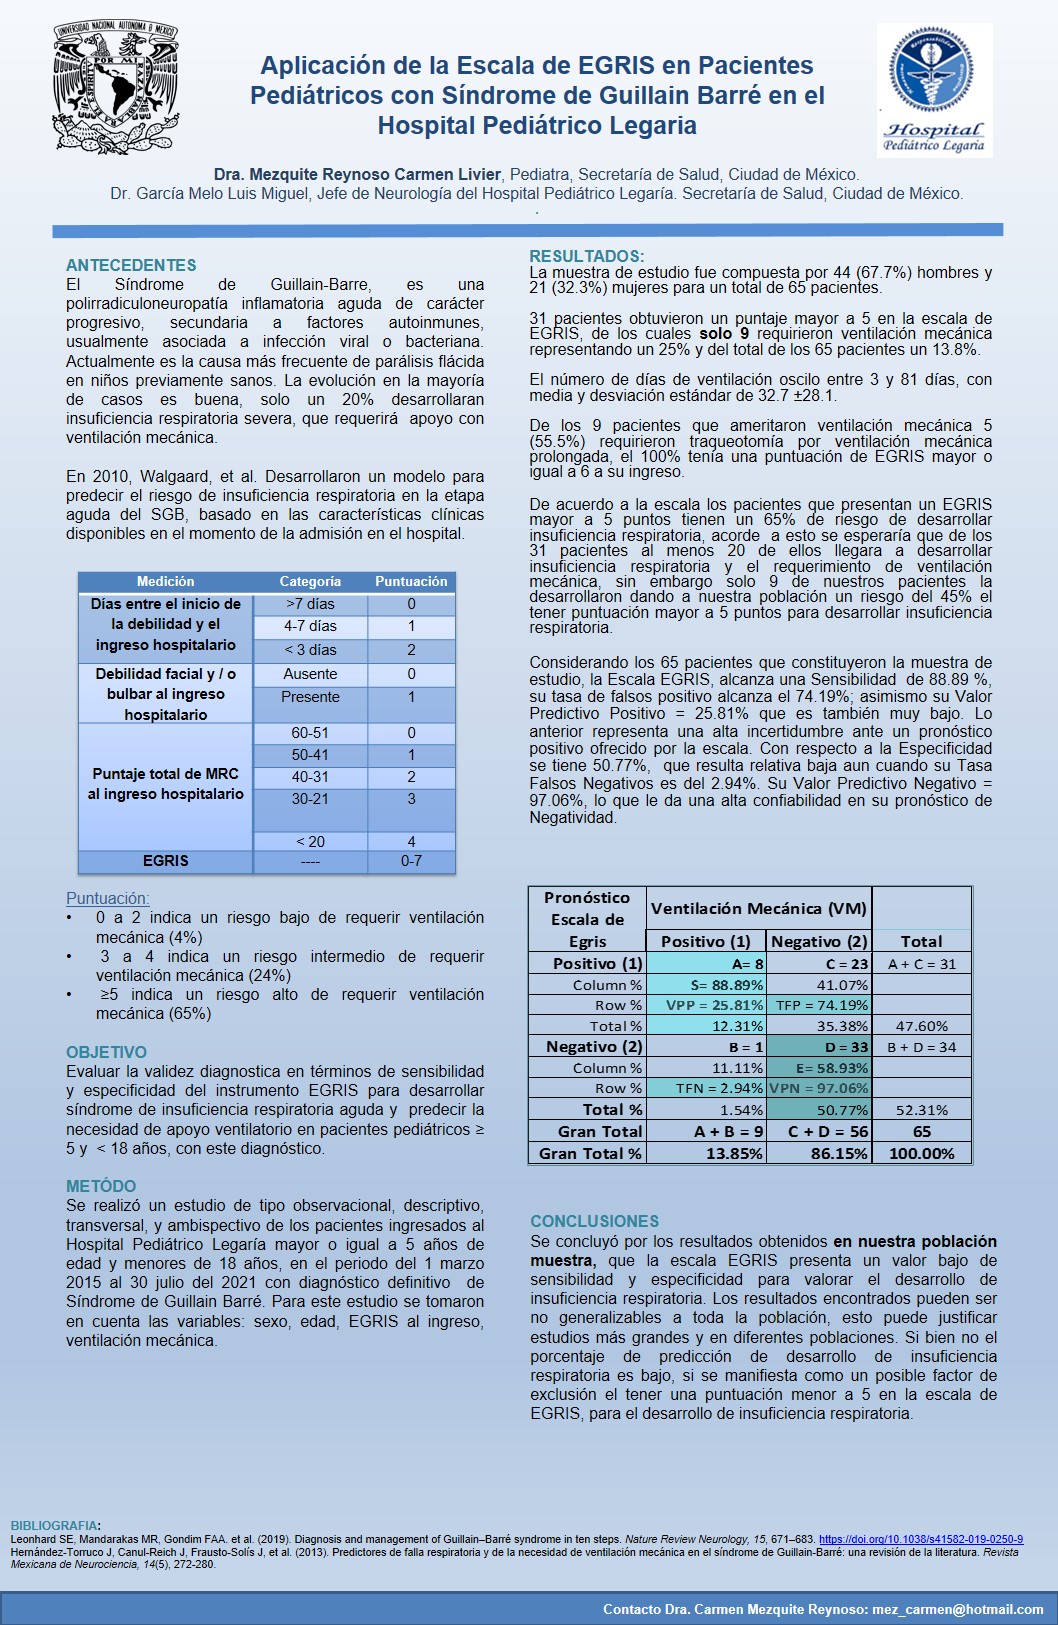 UNIVERSIDAD NACIONAL AUTONOMA DE MEXICO
POR MI RAZA
Aplicación de la Escala de EGRIS en Pacientes
Pediátricos con Síndrome de Guillain Barré en el
Hospital Pediátrico Legaria
Responsabilidad
Hospital
Pediátrico Legaria
Dra. Mezquite Reynoso Carmen Livier, Pediatra, Secretaría de Salud, Ciudad de México.
Dr. García Melo Luis Miguel, Jefe de Neurología del Hospital Pediátrico Legaría. Secretaría de Salud, Ciudad de México.
.
ANTECEDENTES
El Síndrome de Guillain-Barre, es una
polirradiculoneuropatía inflamatoria aguda de carácter
progresivo, secundaria a factores autoinmunes,
usualmente asociada a infección viral o bacteriana.
Actualmente es la causa más frecuente de parálisis flácida
en niños previamente sanos. La evolución en la mayoría
de casos es buena, solo un 20% desarrollaran
insuficiencia respiratoria severa, que requerirá apoyo con
ventilación mecánica.
En 2010, Walgaard, et al. Desarrollaron un modelo para
predecir el riesgo de insuficiencia respiratoria en la etapa
aguda del SGB, basado en las características clínicas
disponibles en el momento de la admisión en el hospital.
Medición Categoría Puntuación
Días entre el inicio de
la debilidad y el
ingreso hospitalario
>7 días 0
4-7 días 1
< 3 días 2
Debilidad facial y / o
bulbar al ingreso
hospitalario
Ausente 0
Presente 1
Puntaje total de MRC
al ingreso hospitalario
60-51 0
50-41 1
40-31 2
30-21 3
< 20 4
EGRIS ---- 0-7
Puntuación:
• 0 a 2 indica un riesgo bajo de requerir ventilación
mecánica (4%)
• 3 a 4 indica un riesgo intermedio de requerir
ventilación mecánica (24%)
• ≥5 indica un riesgo alto de requerir ventilación
mecánica (65%)
OBJETIVO
Evaluar la validez diagnostica en términos de sensibilidad
y especificidad del instrumento EGRIS para desarrollar
síndrome de insuficiencia respiratoria aguda y predecir la
necesidad de apoyo ventilatorio en pacientes pediátricos ≥
5 y < 18 años, con este diagnóstico.
METÓDO
Se realizó un estudio de tipo observacional, descriptivo,
transversal, y ambispectivo de los pacientes ingresados al
Hospital Pediátrico Legaría mayor o igual a 5 años de
edad y menores de 18 años, en el periodo del 1 marzo
2015 al 30 julio del 2021 con diagnóstico definitivo de
Síndrome de Guillain Barré. Para este estudio se tomaron
en cuenta las variables: sexo, edad, EGRIS al ingreso,
ventilación mecánica.
RESULTADOS:
La muestra de estudio fue compuesta por 44 (67.7%) hombres y
21 (32.3%) mujeres para un total de 65 pacientes.
31 pacientes obtuvieron un puntaje mayor a 5 en la escala de
EGRIS, de los cuales solo 9 requirieron ventilación mecánica
representando un 25% y del total de los 65 pacientes un 13.8%.
El número de días de ventilación oscilo entre 3 y 81 días, con
media y desviación estándar de 32.7 ±28.1.
De los 9 pacientes que ameritaron ventilación mecánica 5
(55.5%) requirieron traqueotomía por ventilación mecánica
prolongada, el 100% tenía una puntuación de EGRIS mayor o
igual a 6 a su ingreso.
De acuerdo a la escala los pacientes que presentan un EGRIS
mayor a 5 puntos tienen un 65% de riesgo de desarrollar
insuficiencia respiratoria, acorde a esto se esperaría que de los
31 pacientes al menos 20 de ellos llegara a desarrollar
insuficiencia respiratoria y el requerimiento de ventilación
mecánica, sin embargo solo 9 de nuestros pacientes la
desarrollaron dando a nuestra población un riesgo del 45% el
tener puntuación mayor a 5 puntos para desarrollar insuficiencia
respiratoria.
Considerando los 65 pacientes que constituyeron la muestra de
estudio, la Escala EGRIS, alcanza una Sensibilidad de 88.89 %,
su tasa de falsos positivo alcanza el 74.19%; asimismo su Valor
Predictivo Positivo = 25.81% que es también muy bajo. Lo
anterior representa una alta incertidumbre ante un pronóstico
positivo ofrecido por la escala. Con respecto a la Especificidad
se tiene 50.77%, que resulta relativa baja aun cuando su Tasa
Falsos Negativos es del 2.94%. Su Valor Predictivo Negativo =
97.06%, lo que le da una alta confiabilidad en su pronóstico de
Negatividad.
Pronóstico
Escala de
Egris
Ventilación Mecánica (VM)
Positivo (1) Negativo (2) Total
Positivo (1) A= 8 C = 23 A + C = 31
Column % S= 88.89% 41.07%
Row % VPP = 25.81% TFP = 74.19%
Total % 12.31% 35.38% 47.60%
Negativo (2) B = 1 D = 33 B + D = 34
Column % 11.11% E= 58.93%
Row % TFN = 2.94% VPN = 97.06%
Total % 1.54% 50.77% 52.31%
Gran Total A + B = 9 C + D = 56 65
Gran Total % 13.85% 86.15% 100.00%
CONCLUSIONES
Se concluyó por los resultados obtenidos en nuestra población
muestra, que la escala EGRIS presenta un valor bajo de
sensibilidad y especificidad para valorar el desarrollo de
insuficiencia respiratoria. Los resultados encontrados pueden ser
no generalizables a toda la población, esto puede justificar
estudios más grandes y en diferentes poblaciones. Si bien no el
porcentaje de predicción de desarrollo de insuficiencia
respiratoria es bajo, si se manifiesta como un posible factor de
exclusión el tener una puntuación menor a 5 en la escala de
EGRIS, para el desarrollo de insuficiencia respiratoria.
BIBLIOGRAFIA:
Leonhard SE, Mandarakas MR, Gondim FAA. et al. (2019). Diagnosis and management of Guillain–Barré syndrome in ten steps. Nature Review Neurology, 15, 671–683. https://doi.org/10.1038/s41582-019-0250-9
Hernández-Torruco J, Canul-Reich J, Frausto-Solís J, et al. (2013). Predictores de falla respiratoria y de la necesidad de ventilación mecánica en el síndrome de Guillain-Barré: una revisión de la literatura. Revista
Mexicana de Neurociencia, 14(5), 272-280.
Contacto Dra. Carmen Mezquite Reynoso: mez_carmen@hotmail.com